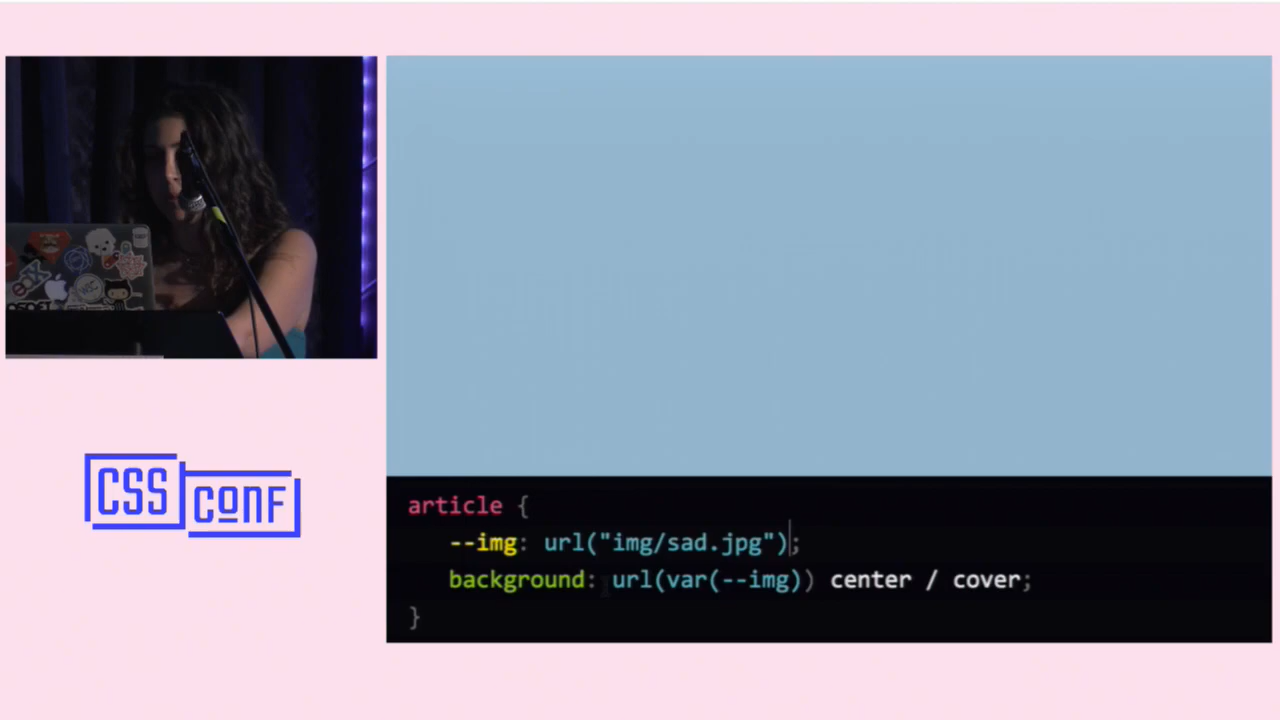 CSS
CONF
article {
--img: url("img/sad.jpg");
background: url(var(--img)) center / cover;
}